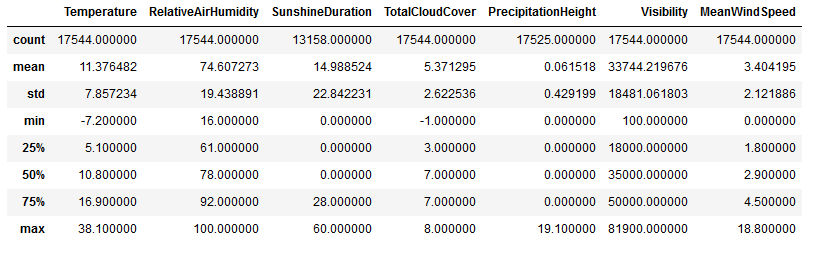 Temperature RelativeAirHumidity SunshineDuration TotalCloudCover PrecipitationHeight Visibility MeanWindSpeed
count 17544.000000 17544.000000 13158.000000 17544.000000 17525.000000 17544.000000 17544.000000
mean 11.376482 74.607273 14.988524 5.371295 0.061518 33744.219676 3.404195
std 7.857234 19.438891 22.842231 2.622536 0.429199 18481.061803 2.121886
min -7.200000 16.000000 0.000000 -1.000000 0.000000 100.000000 0.000000
25% 5.100000 61.000000 0.000000 3.000000 0.000000 18000.000000 1.800000
50% 10.800000 78.000000 0.000000 7.000000 0.000000 35000.000000 2.900000
75% 16.900000 92.000000 28.000000 7.000000 0.000000 50000.000000 4.500000
max 38.100000 100.000000 60.000000 8.000000 19.100000 81900.000000 18.800000